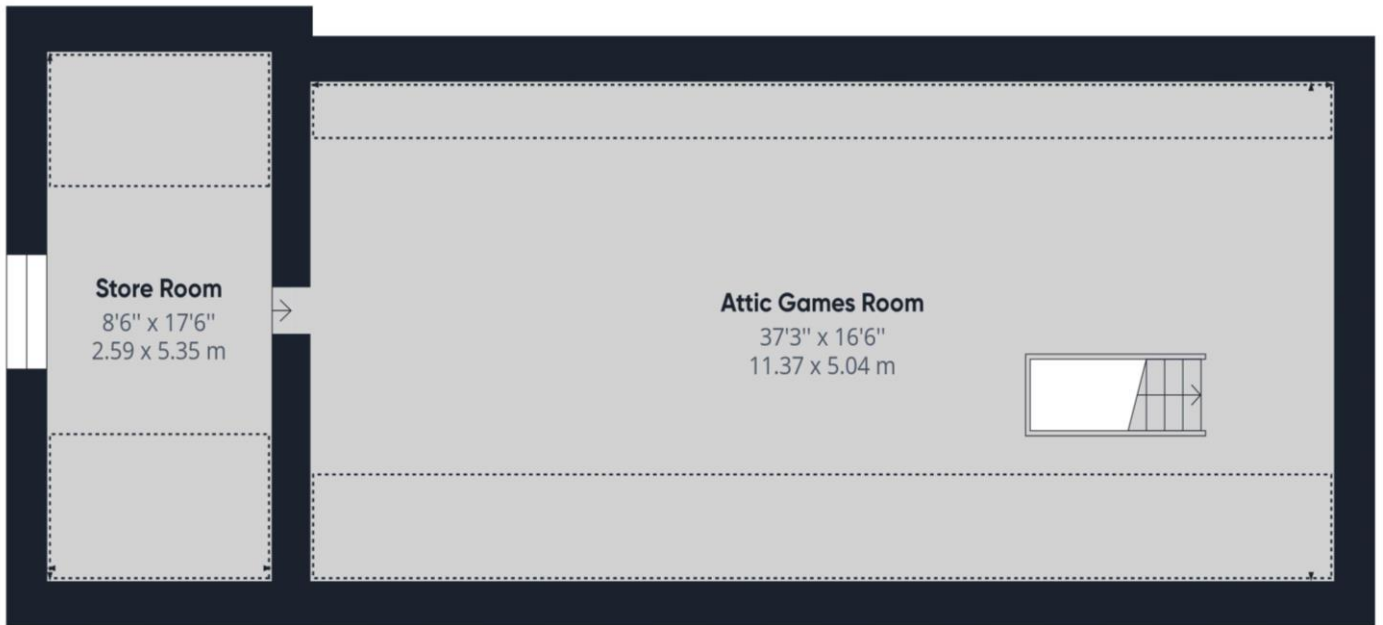 Store Room
8'6" x 17'6"
2.59 x 5.35 m
Attic Games Room
37'3" x 16'6"
11.37 x 5.04 m